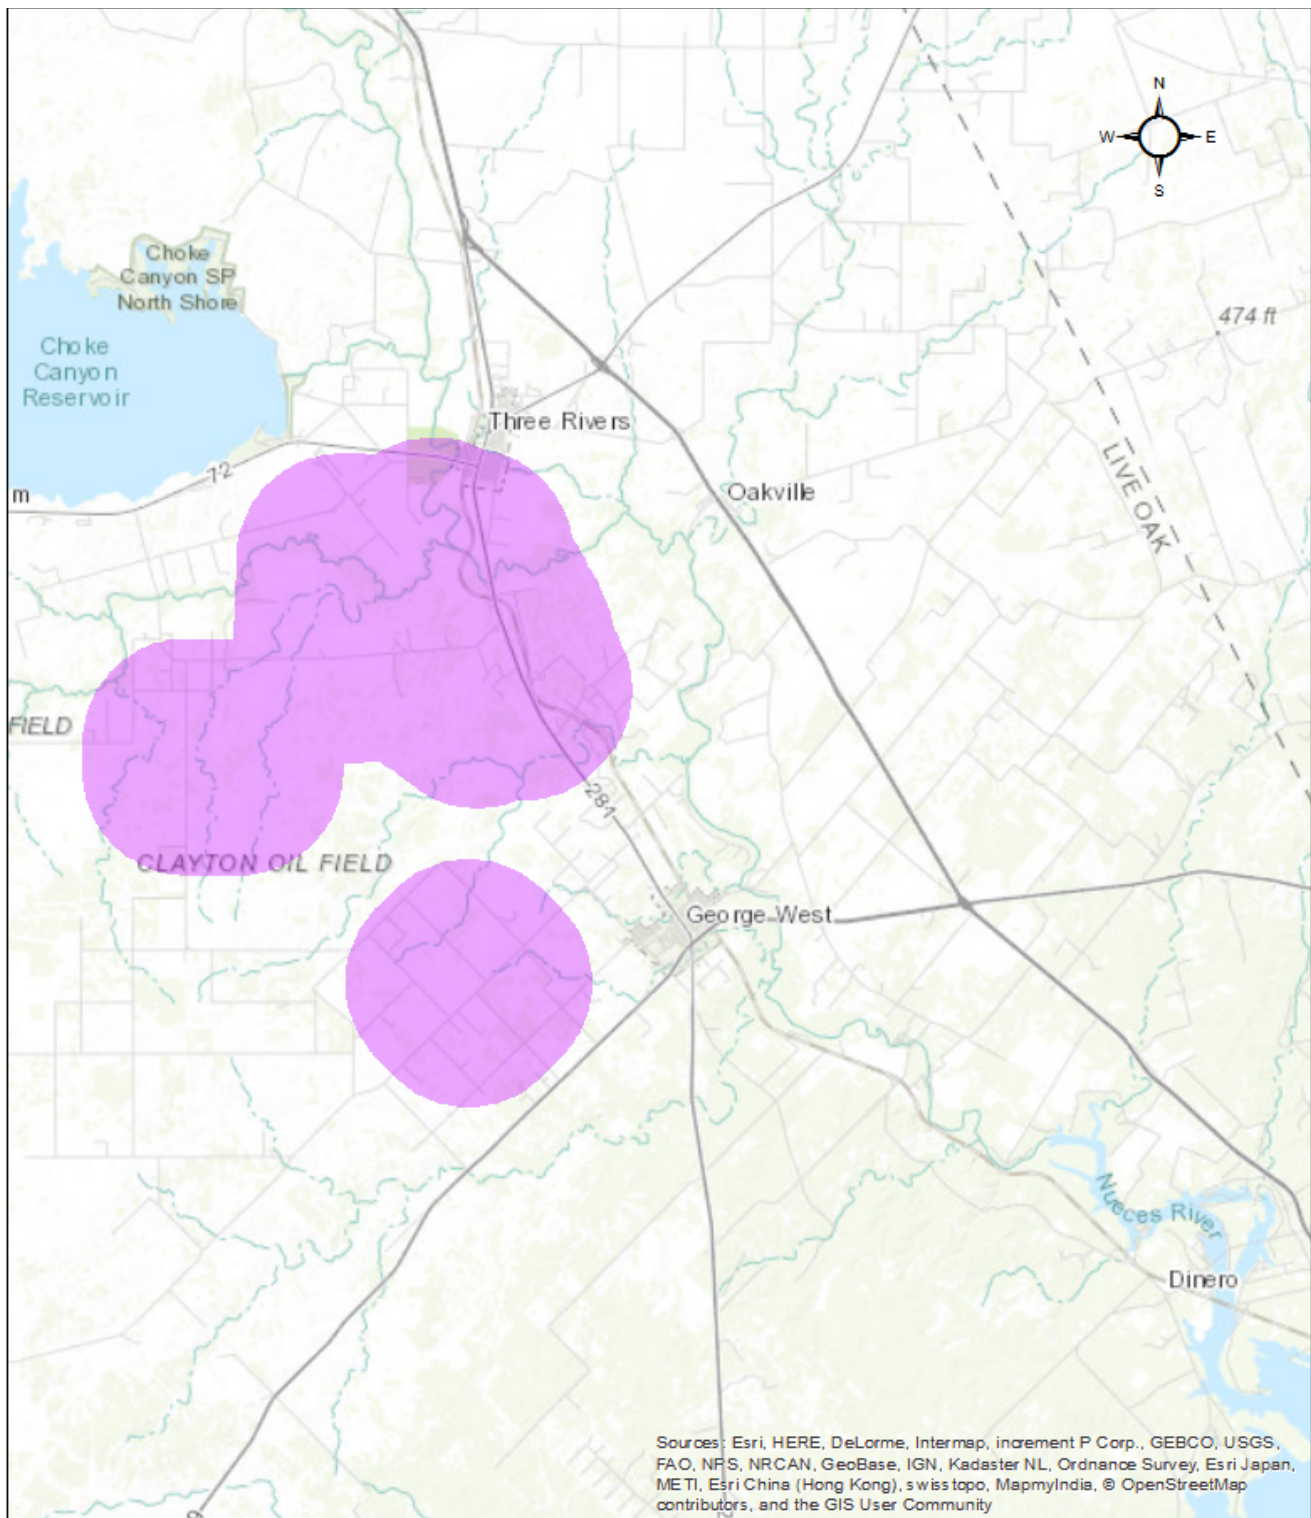 N
W E
S
Choke
Canyon SP
North Shore
474 ft
Choke
Canyon
Reservoir
Three Rivers
LIVE OAK
72
m
Oakville
FIELD
281
CLAYTON OIL FIELD
George West
Nueces River
Dinero
Sources: Esri, HERE, DeLorme, Intermap, increment P Corp., GEBCO, USGS,
FAO, NPS, NRCAN, GeoBase, IGN, Kadaster NL, Ordnance Survey, Esri Japan,
METI, Esri China (Hong Kong), swisstopo, MapmyIndia, © OpenStreetMap
contributors, and the GIS User Community